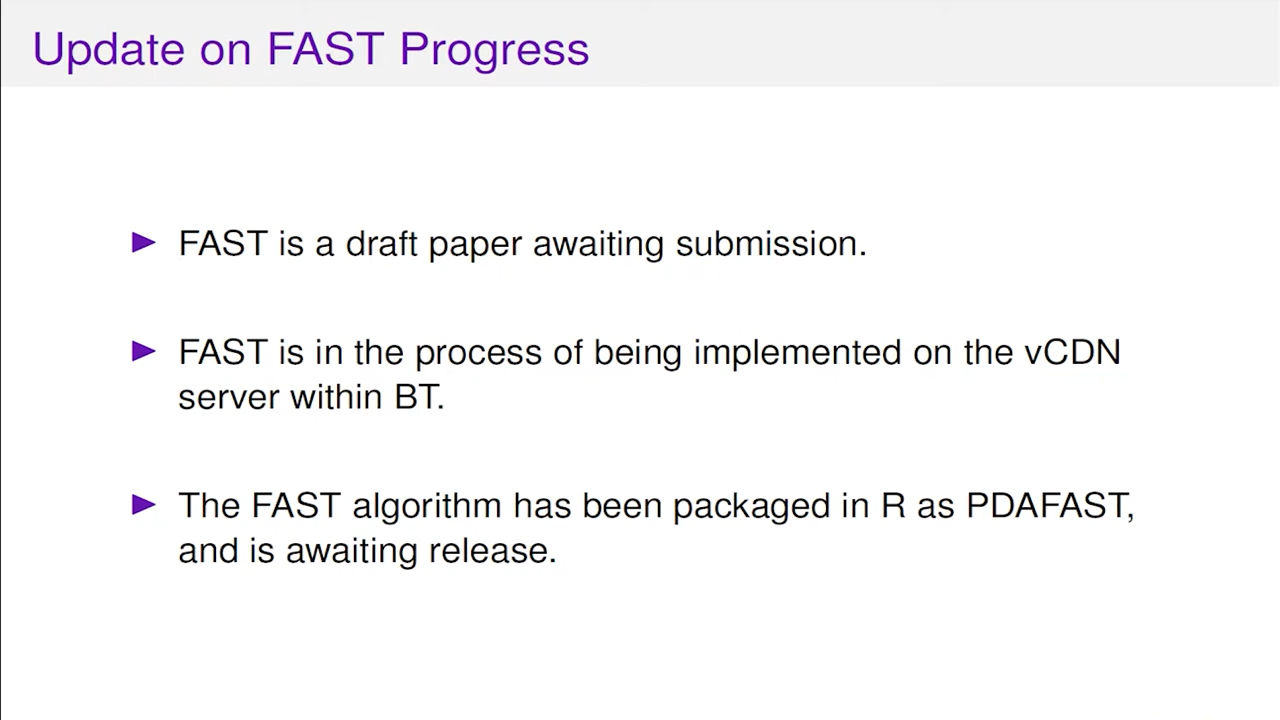 Update on FAST Progress
FAST is a draft paper awaiting submission.
FAST is in the process of being implemented on the vCDN
server within BT.
The FAST algorithm has been packaged in R as PDAFAST,
and is awaiting release.